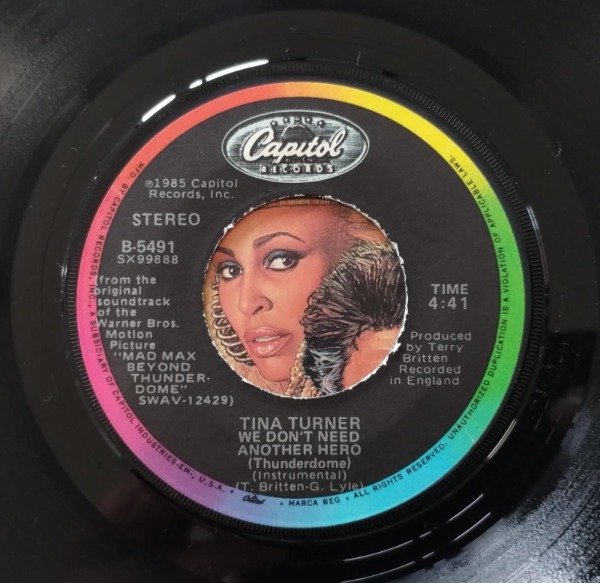 Capitol
RECORDS
℗1985 Capitol
Records, Inc.
STEREO
B-5491
SX99888
from the
original
soundtrack
of the
Warner Bros.
Motion
Picture
"MAD MAX
BEYOND
THUNDER-
DOME"
SWAV-12429)
TIME
4:41
Produced
by Terry
Britten
Recorded
in England
TINA TURNER
WE DON'T NEED
ANOTHER HERO
(Thunderdome)
(Instrumental)
(T. Britten-G. Lyle)
MFD. BY CAPITOL RECORDS, INC., A SUBSIDIARY OF CAPITOL INDUSTRIES-EMI, U.S.A. • Capitol MARCA REG • ALL RIGHTS RESERVED. UNAUTHORIZED DUPLICATION IS A VIOLATION OF APPLICABLE LAWS.